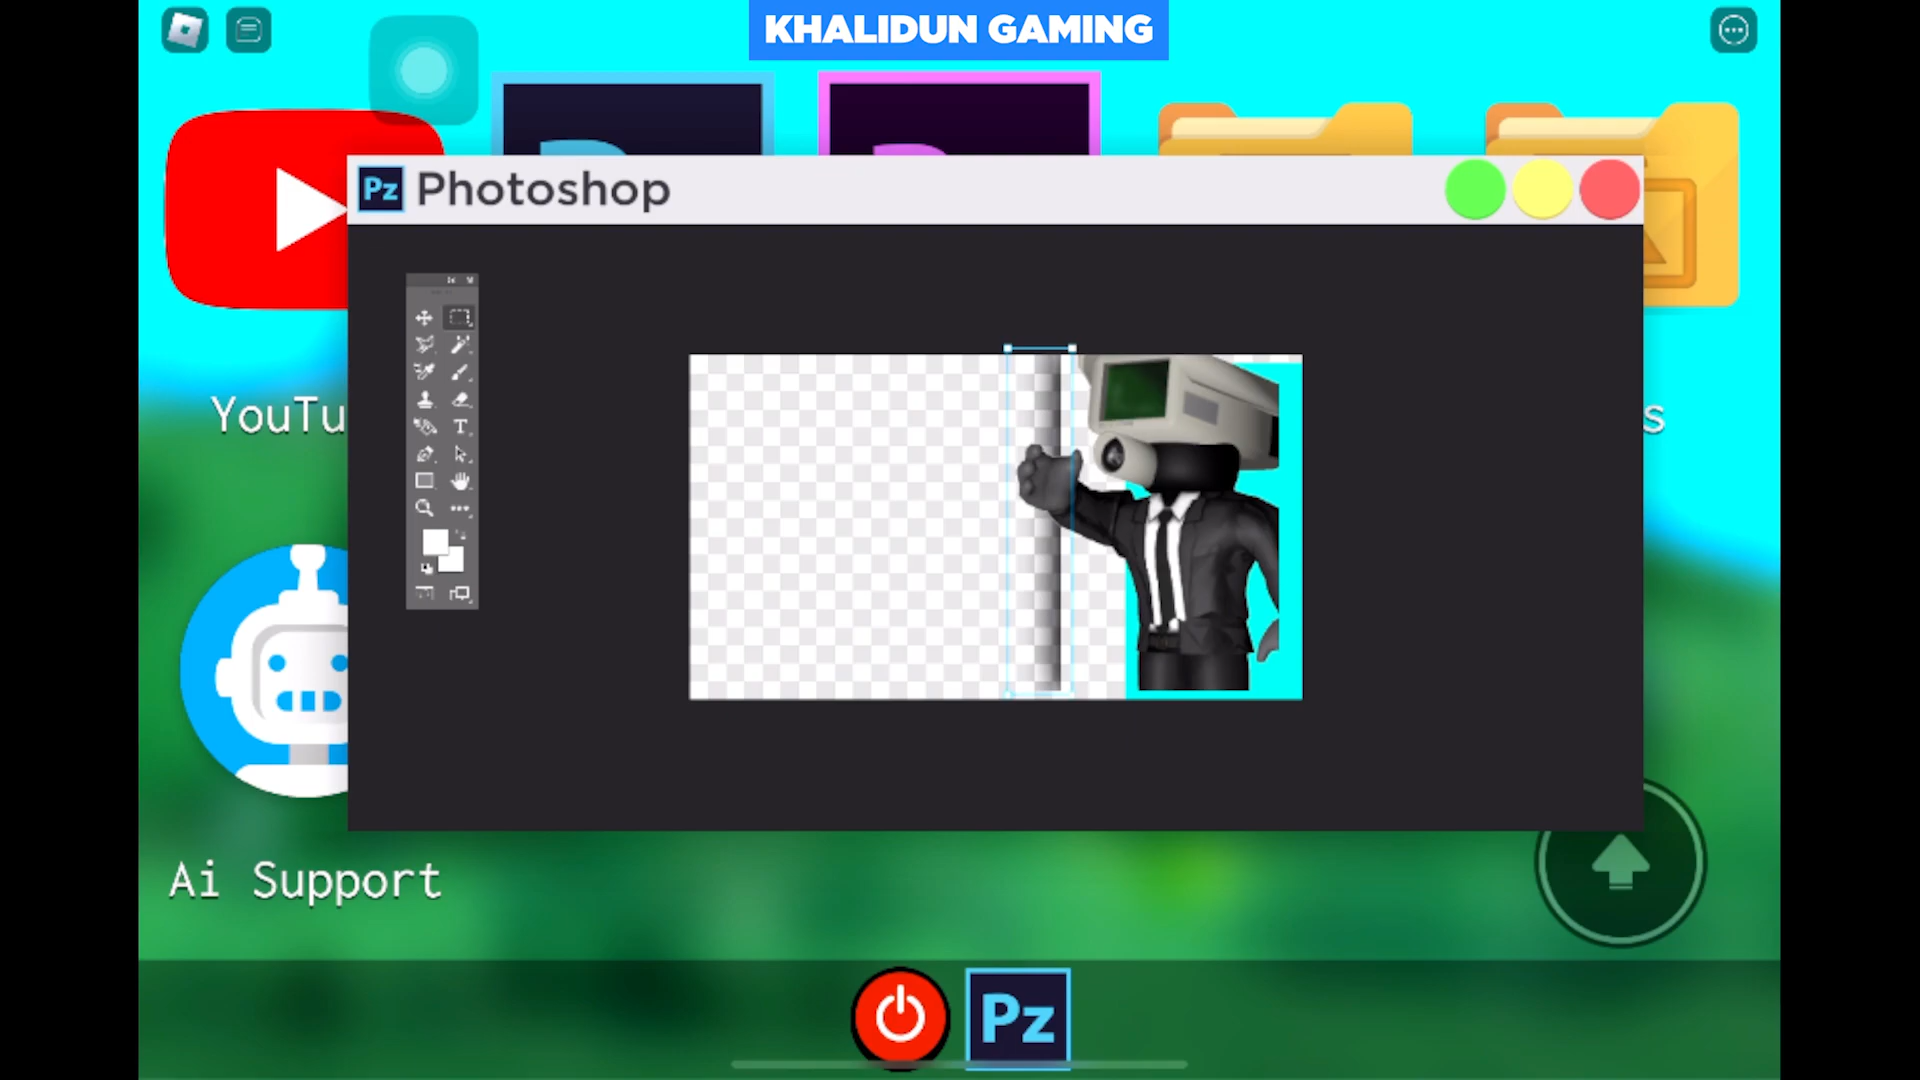 KHALIDUN GAMING
Pz Photoshop
YouTu
s
Ai Support
Pz